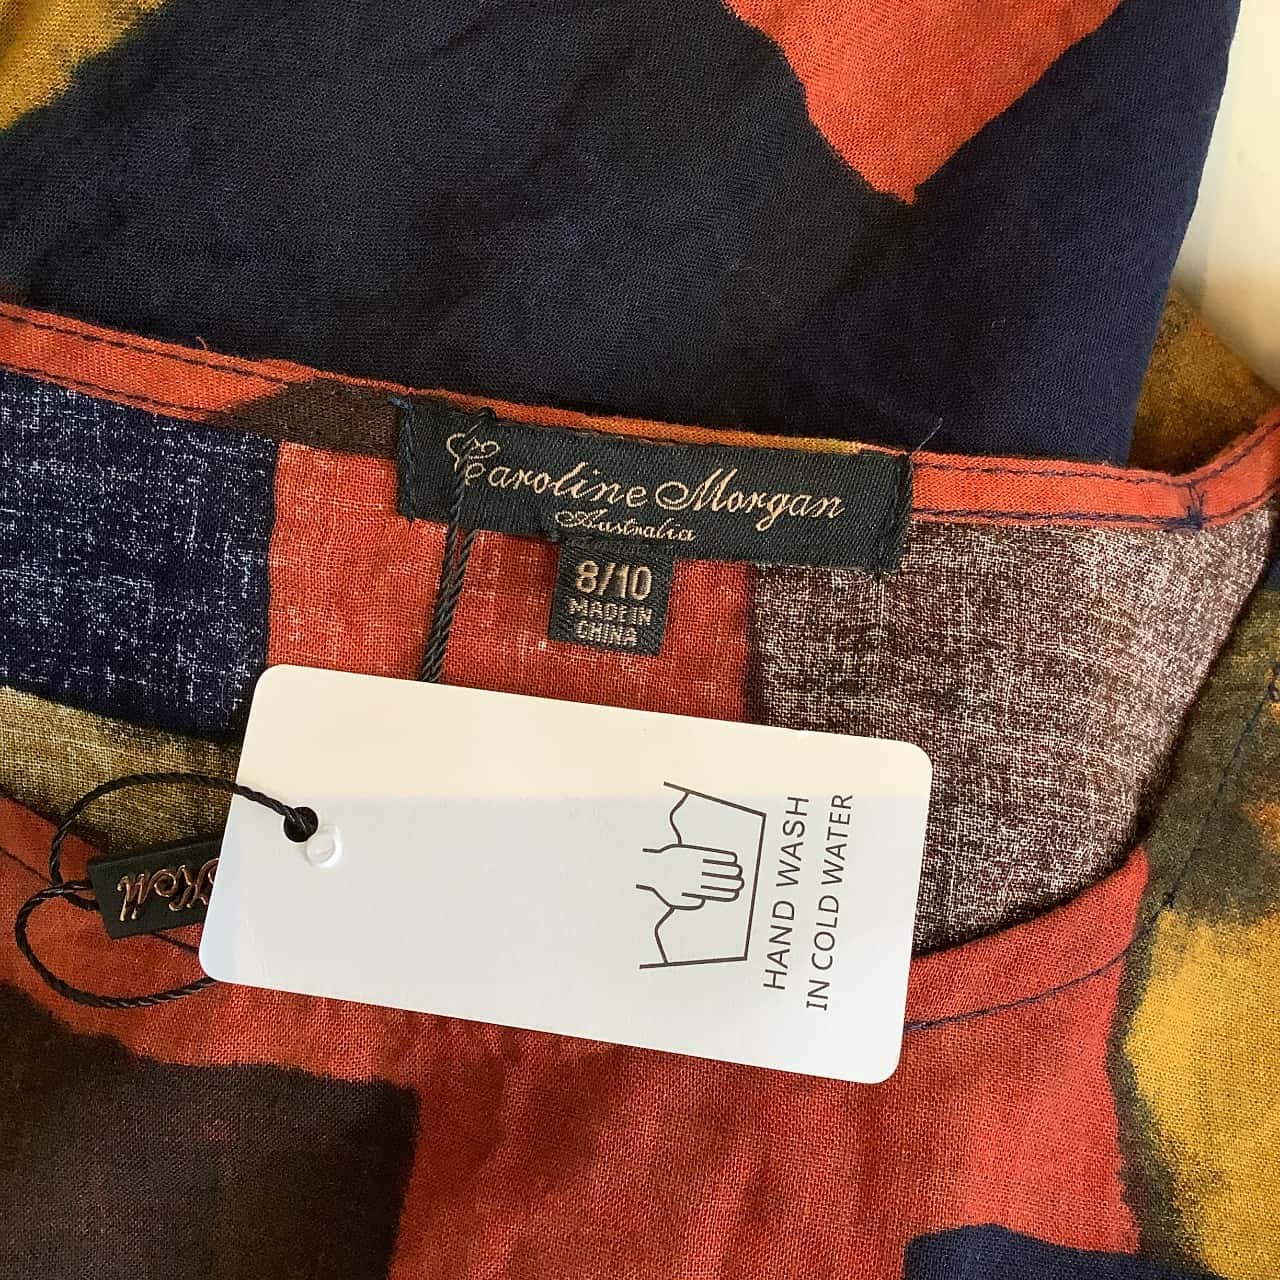 Caroline Morgan
Australia
8/10
MADE IN
CHINA
HAND WASH
IN COLD WATER